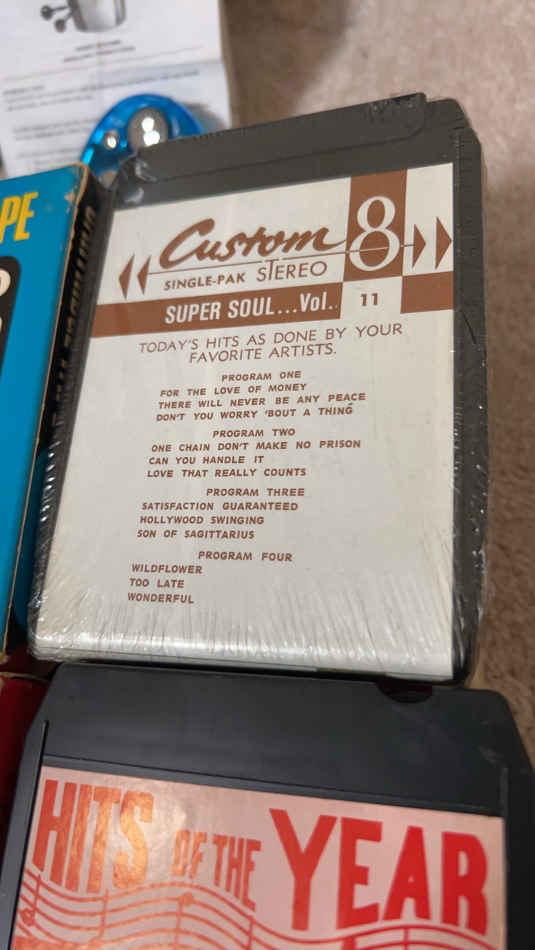 PE
Custom 8
SINGLE-PAK STEREO
SUPER SOUL...Vol. 11
TODAY'S HITS AS DONE BY YOUR
FAVORITE ARTISTS.
PROGRAM ONE
FOR THE LOVE OF MONEY
THERE WILL NEVER BE ANY PEACE
DON'T YOU WORRY 'BOUT A THING
PROGRAM TWO
ONE CHAIN DON'T MAKE NO PRISON
CAN YOU HANDLE IT
LOVE THAT REALLY COUNTS
PROGRAM THREE
SATISFACTION GUARANTEED
HOLLYWOOD SWINGING
SON OF SAGITTARIUS
PROGRAM FOUR
WILDFLOWER
TOO LATE
WONDERFUL
HITS OF THE YEAR